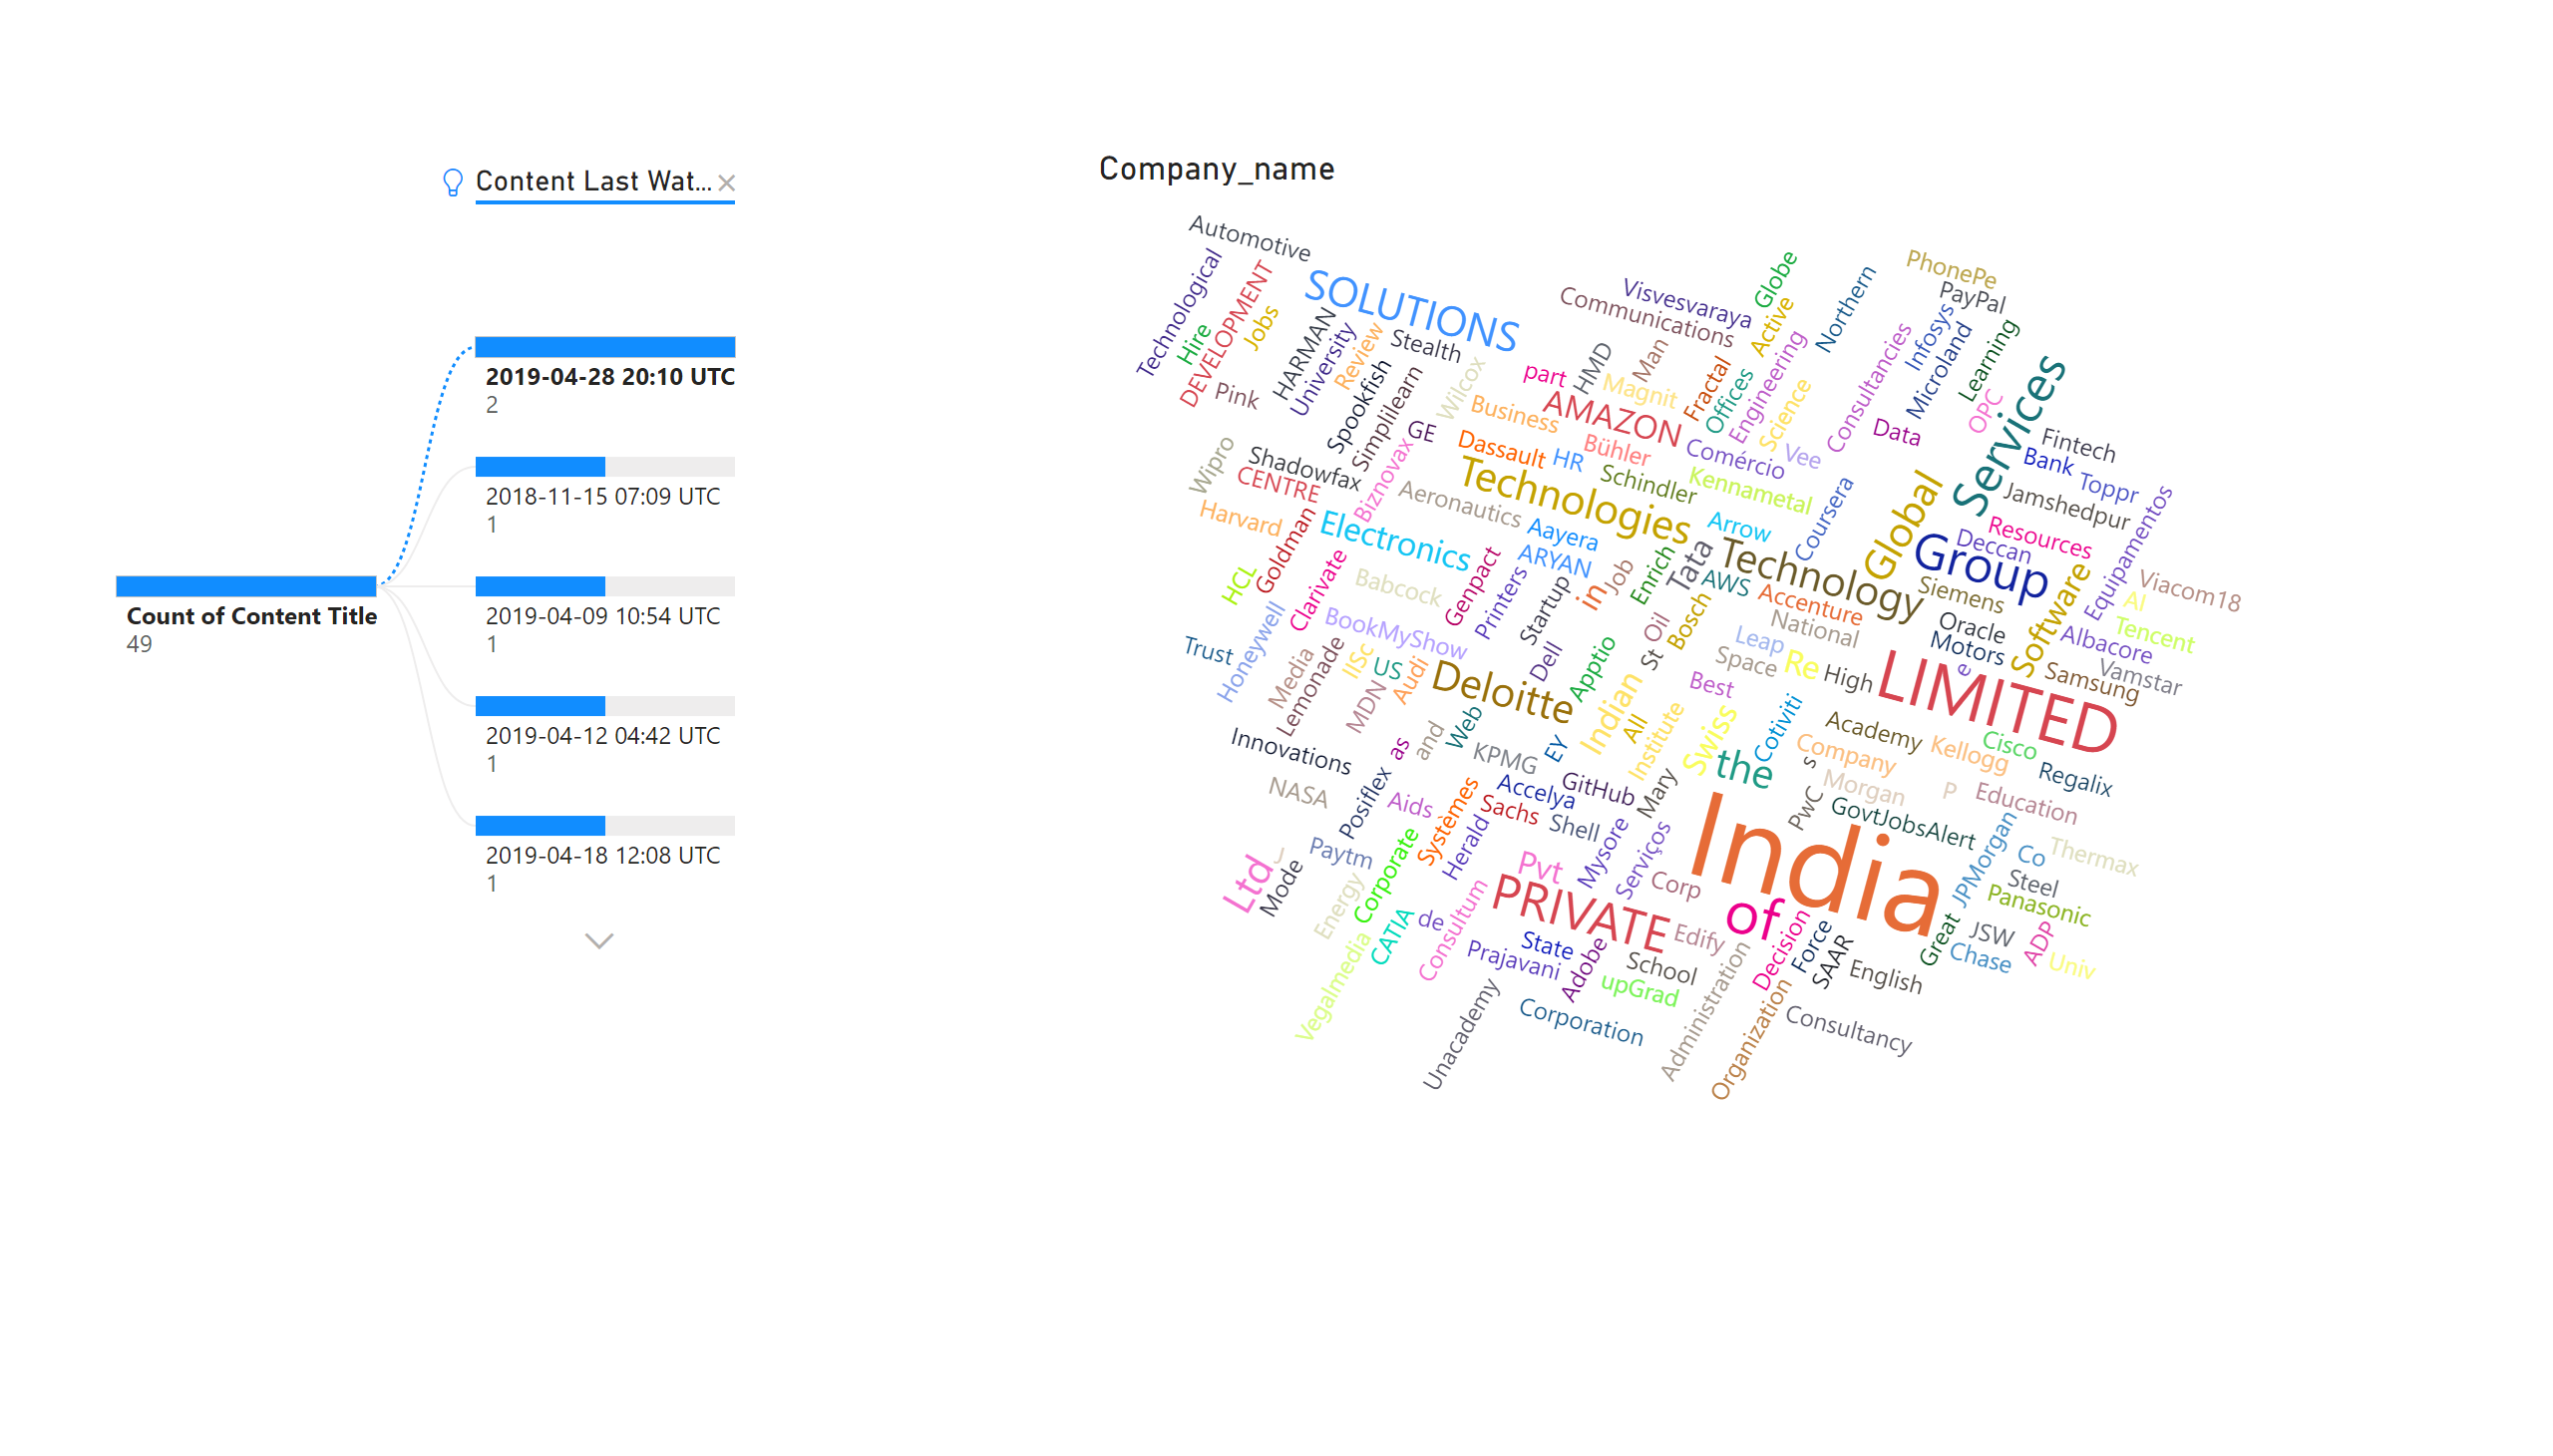 Content Last Wat...
2019-04-28 20:10 UTC
2
2018-11-15 07:09 UTC
1
Count of Content Title
49
2019-04-09 10:54 UTC
1
2019-04-12 04:42 UTC
1
2019-04-18 12:08 UTC
1
Company_name
Automotive
Technological
DEVELOPMENT
Hire
Jobs
SOLUTIONS
HARMAN
University
Review
Stealth
Pink
Spookfish
Simplilearn
Wilcox
Visvesvaraya
Communications
Globe
Active
Northern
PhonePe
PayPal
Infosys
Microland
Learning
Consultancies
OPC
Services
part
HMD
Man
Magnit
Fractal
Offices
Engineering
Science
Business
AMAZON
GE
Dassault
HR
Bühler
Comércio
Vee
Data
Fintech
Bank
Toppr
Wipro
Shadowfax
CENTRE
Biznovax
Technologies
Schindler
Kennametal
Coursera
Global
Jamshedpur
Equipamentos
Harvard
Goldman
Electronics
Aeronautics
Aayera
Arrow
Resources
Deccan
Group
ARYAN
Tata
Technology
HCL
Clarivate
Babcock
Genpact
Printers
Startup
in
Job
Enrich
AWS
Accenture
Siemens
Software
Viacom18
AI
Tencent
Honeywell
BookMyShow
Bosch
Oil
National
Oracle
Motors
Albacore
Trust
Media
Lemonade
IISc
US
Audi
MDN
Deloitte
Dell
Apptio
St
Leap
Space
Re
High
e
Samsung
Vamstar
LIMITED
Indian
All
Best
Institute
Swiss
Cotiviti
Academy
Innovations
as
and
Web
KPMG
EY
the
Company
Kellogg
Cisco
Regalix
NASA
Posiflex
Aids
Systèmes
Accelya
GitHub
Mary
s
Morgan
P
Education
PwC
GovtJobsAlert
Sachs
Shell
Herald
Mysore
Serviços
India
JPMorgan
Co
Thermax
J
Paytm
Ltd
Mode
Energy
Corporate
Pvt
PRIVATE
Corp
Steel
Panasonic
CATIA
de
Consultum
of
Edify
Decision
Force
SAAR
Great
JSW
ADP
Chase
Univ
Vegalmedia
Prajavani
State
Adobe
School
upGrad
English
Unacademy
Corporation
Administration
Organization
Consultancy